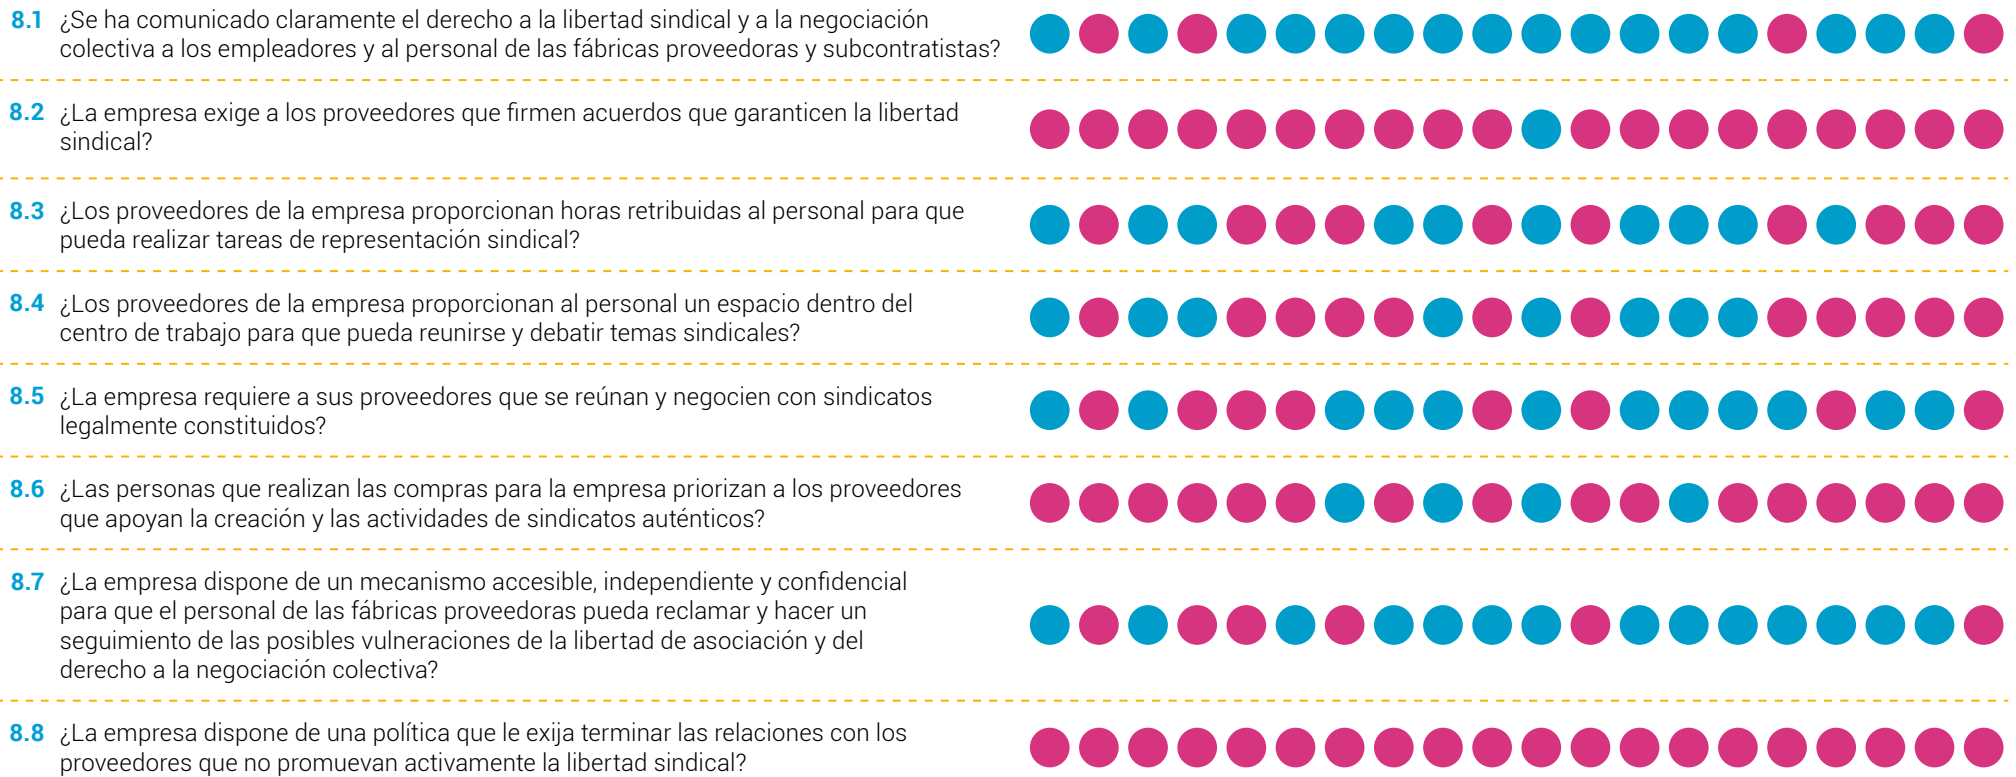 8.1 ¿Se ha comunicado claramente el derecho a la libertad sindical y a la negociación
colectiva a los empleadores y al personal de las fábricas proveedoras y subcontratistas?
8.2 ¿La empresa exige a los proveedores que firmen acuerdos que garanticen la libertad
sindical?
8.3 ¿Los proveedores de la empresa proporcionan horas retribuidas al personal para que
pueda realizar tareas de representación sindical?
8.4 ¿Los proveedores de la empresa proporcionan al personal un espacio dentro del
centro de trabajo para que pueda reunirse y debatir temas sindicales?
8.5 ¿La empresa requiere a sus proveedores que se reúnan y negocien con sindicatos
legalmente constituidos?
8.6 ¿Las personas que realizan las compras para la empresa priorizan a los proveedores
que apoyan la creación y las actividades de sindicatos auténticos?
8.7 ¿La empresa dispone de un mecanismo accesible, independiente y confidencial
para que el personal de las fábricas proveedoras pueda reclamar y hacer un
seguimiento de las posibles vulneraciones de la libertad de asociación y del
derecho a la negociación colectiva?
8.8 ¿La empresa dispone de una política que le exija terminar las relaciones con los
proveedores que no promuevan activamente la libertad sindical?